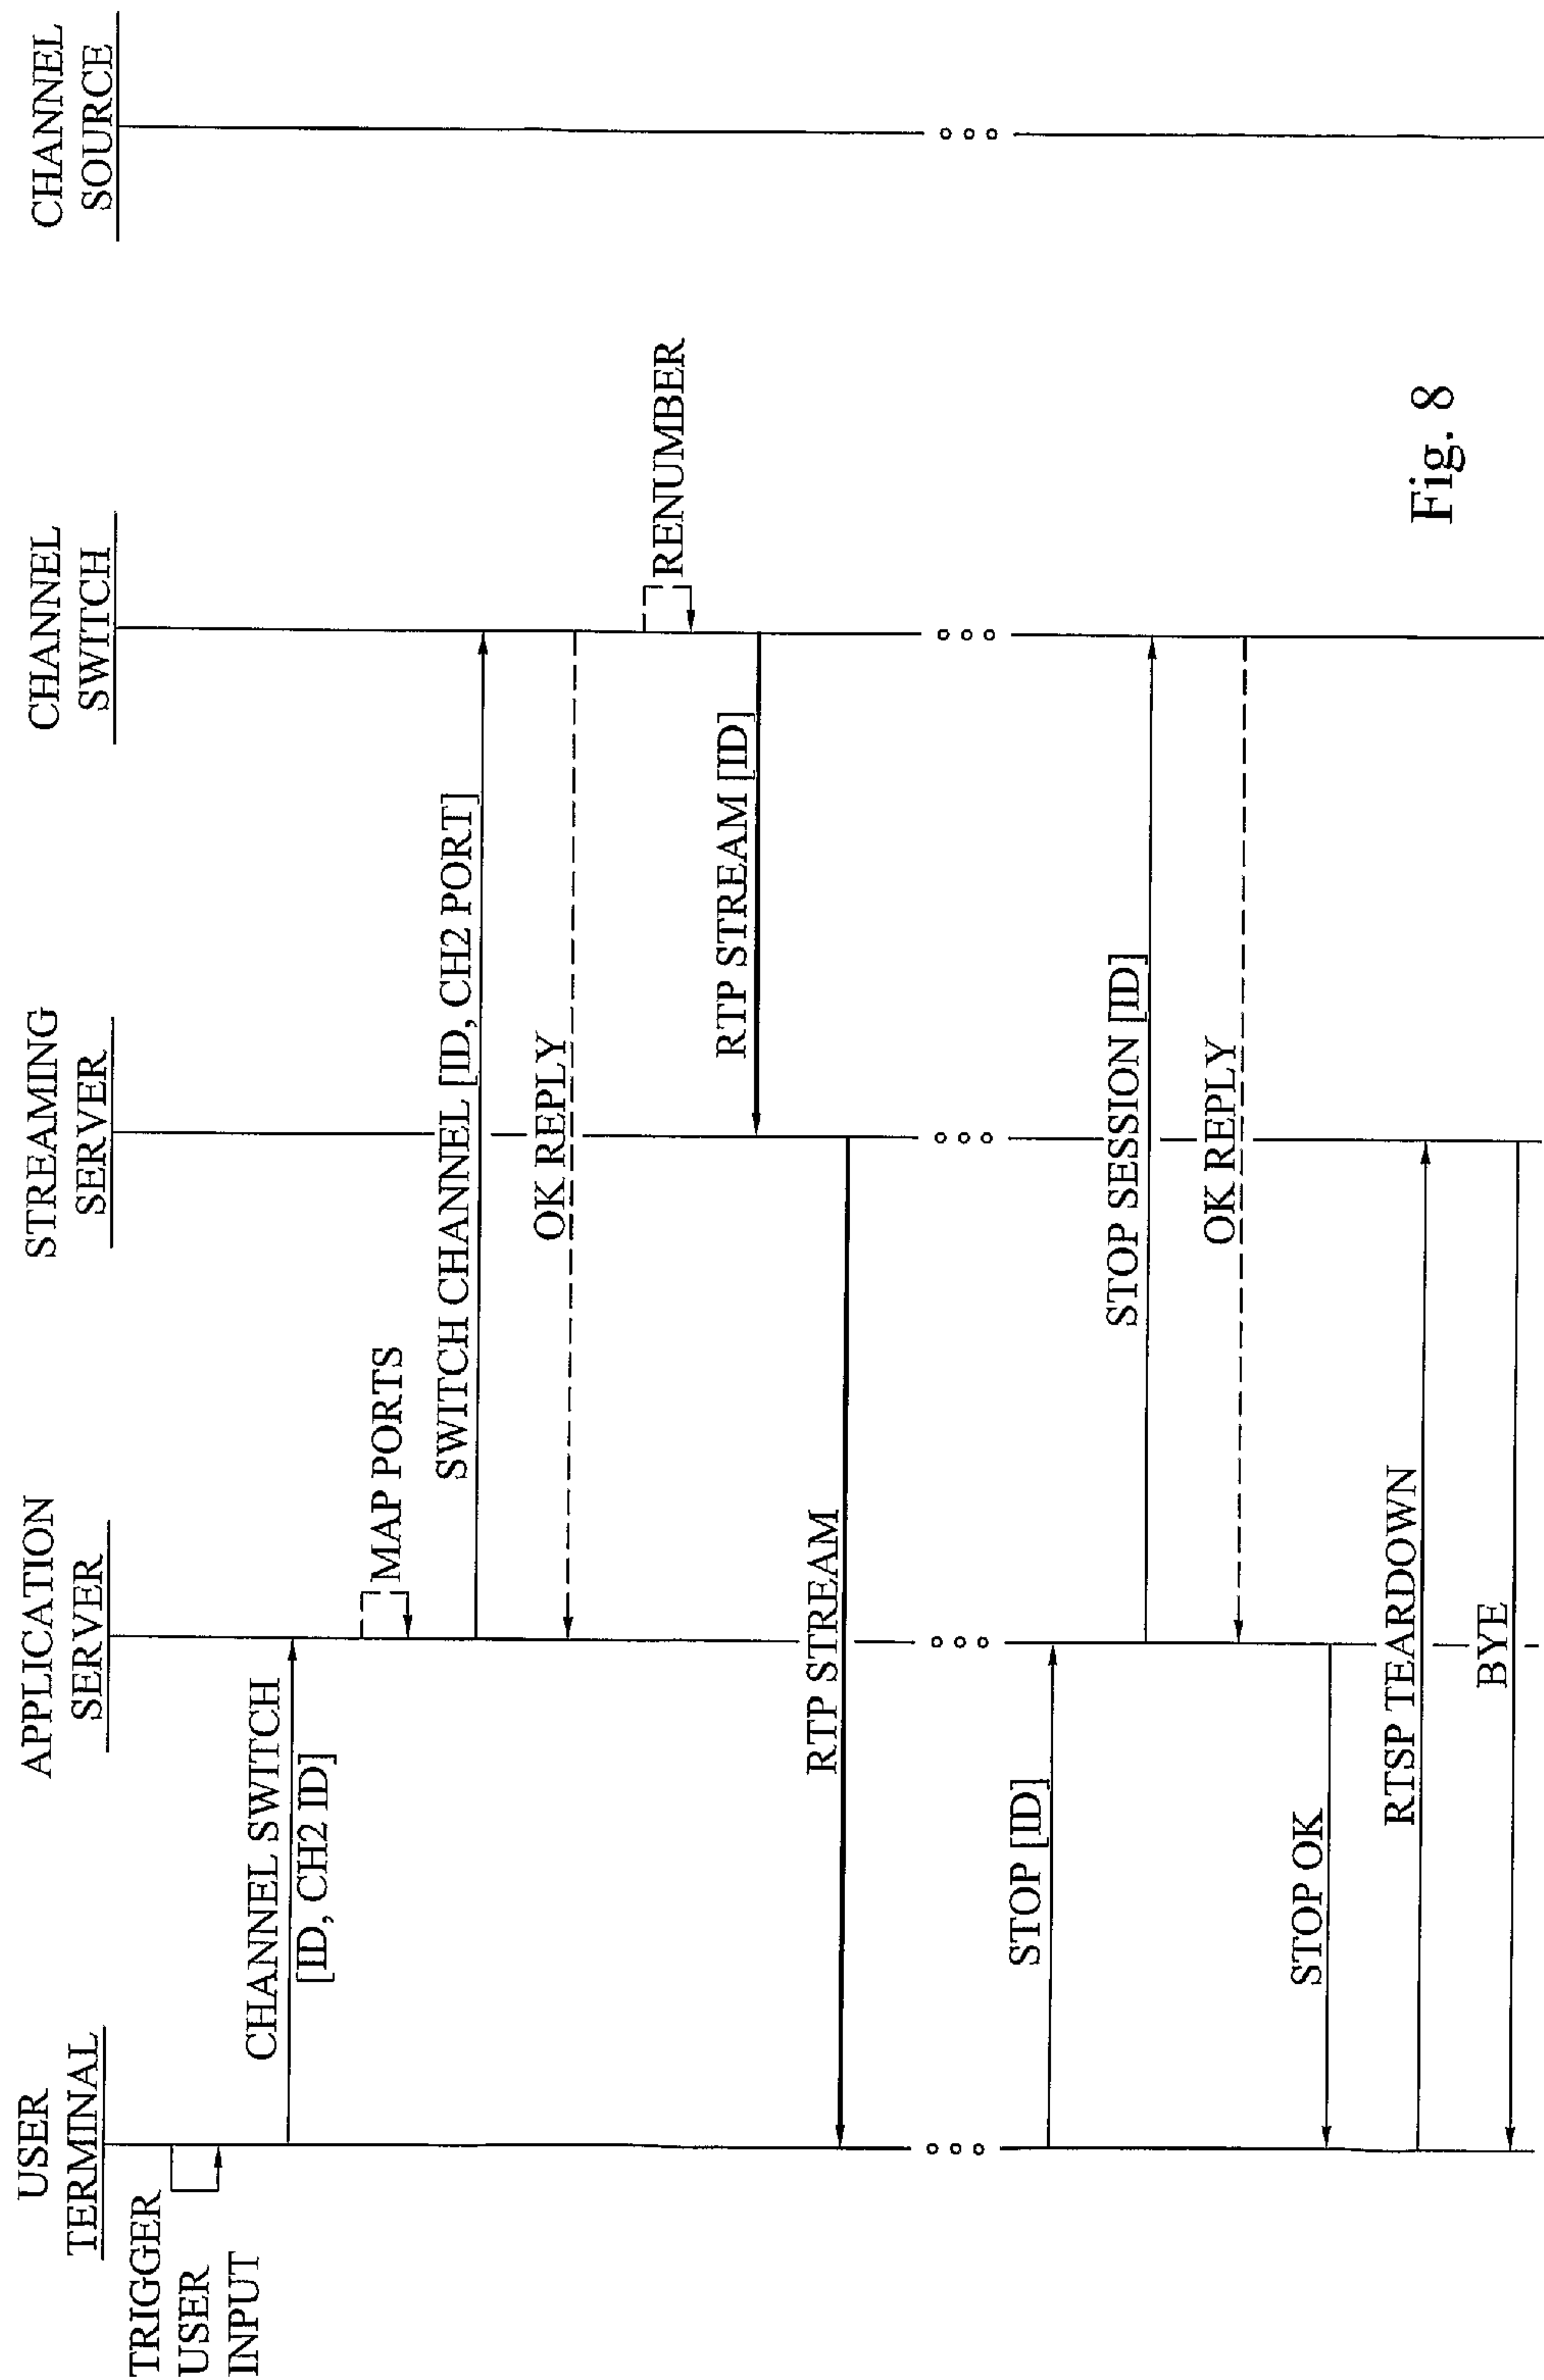 USER
TERMINAL
APPLICATION
SERVER
STREAMING
SERVER
CHANNEL
SWITCH
CHANNEL
SOURCE
TRIGGER
USER
INPUT
CHANNEL SWITCH
[ID, CH2 ID]
MAP PORTS
SWITCH CHANNEL [ID, CH2 PORT]
OK REPLY
RENUMBER
RTP STREAM [ID]
RTP STREAM
STOP [ID]
STOP SESSION [ID]
OK REPLY
STOP OK
RTSP TEARDOWN
BYE
Fig. 8